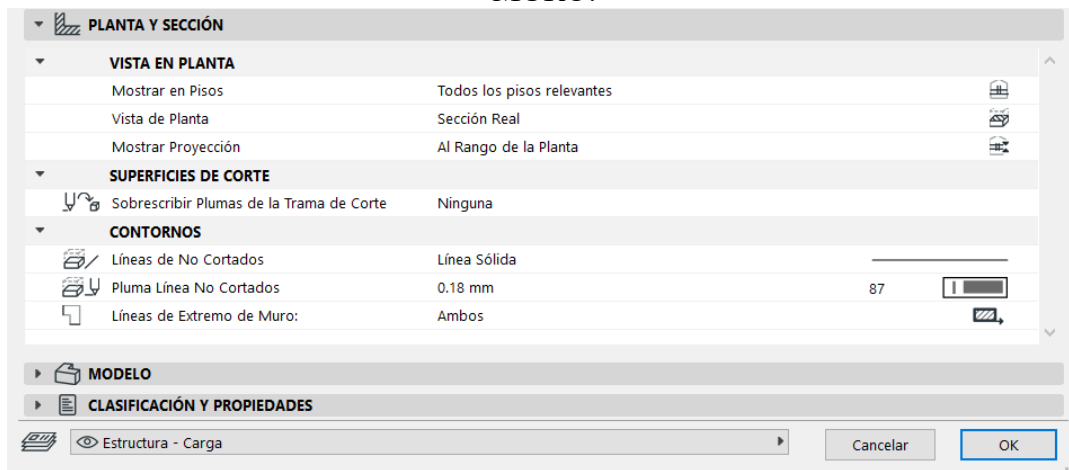 PLANTA Y SECCIÓN
VISTA EN PLANTA
Mostrar en Pisos Todos los pisos relevantes
Vista de Planta Sección Real
Mostrar Proyección Al Rango de la Planta
SUPERFICIES DE CORTE
Sobrescribir Plumas de la Trama de Corte Ninguna
CONTORNOS
Líneas de No Cortados Línea Sólida
Pluma Línea No Cortados 0.18 mm 87
Líneas de Extremo de Muro: Ambos
MODELO
CLASIFICACIÓN Y PROPIEDADES
Estructura - Carga Cancelar OK